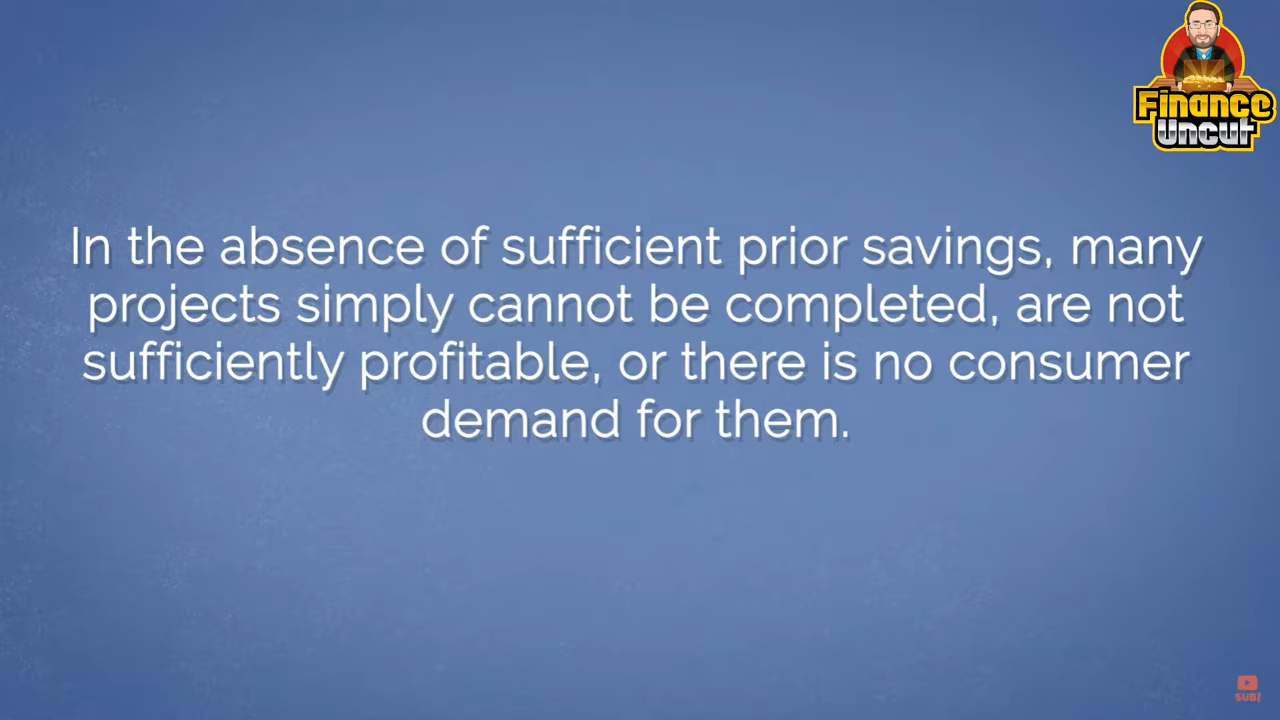 Finance
Uncut
In the absence of sufficient prior savings, many
projects simply cannot be completed, are not
sufficiently profitable, or there is no consumer
demand for them.
SUB!